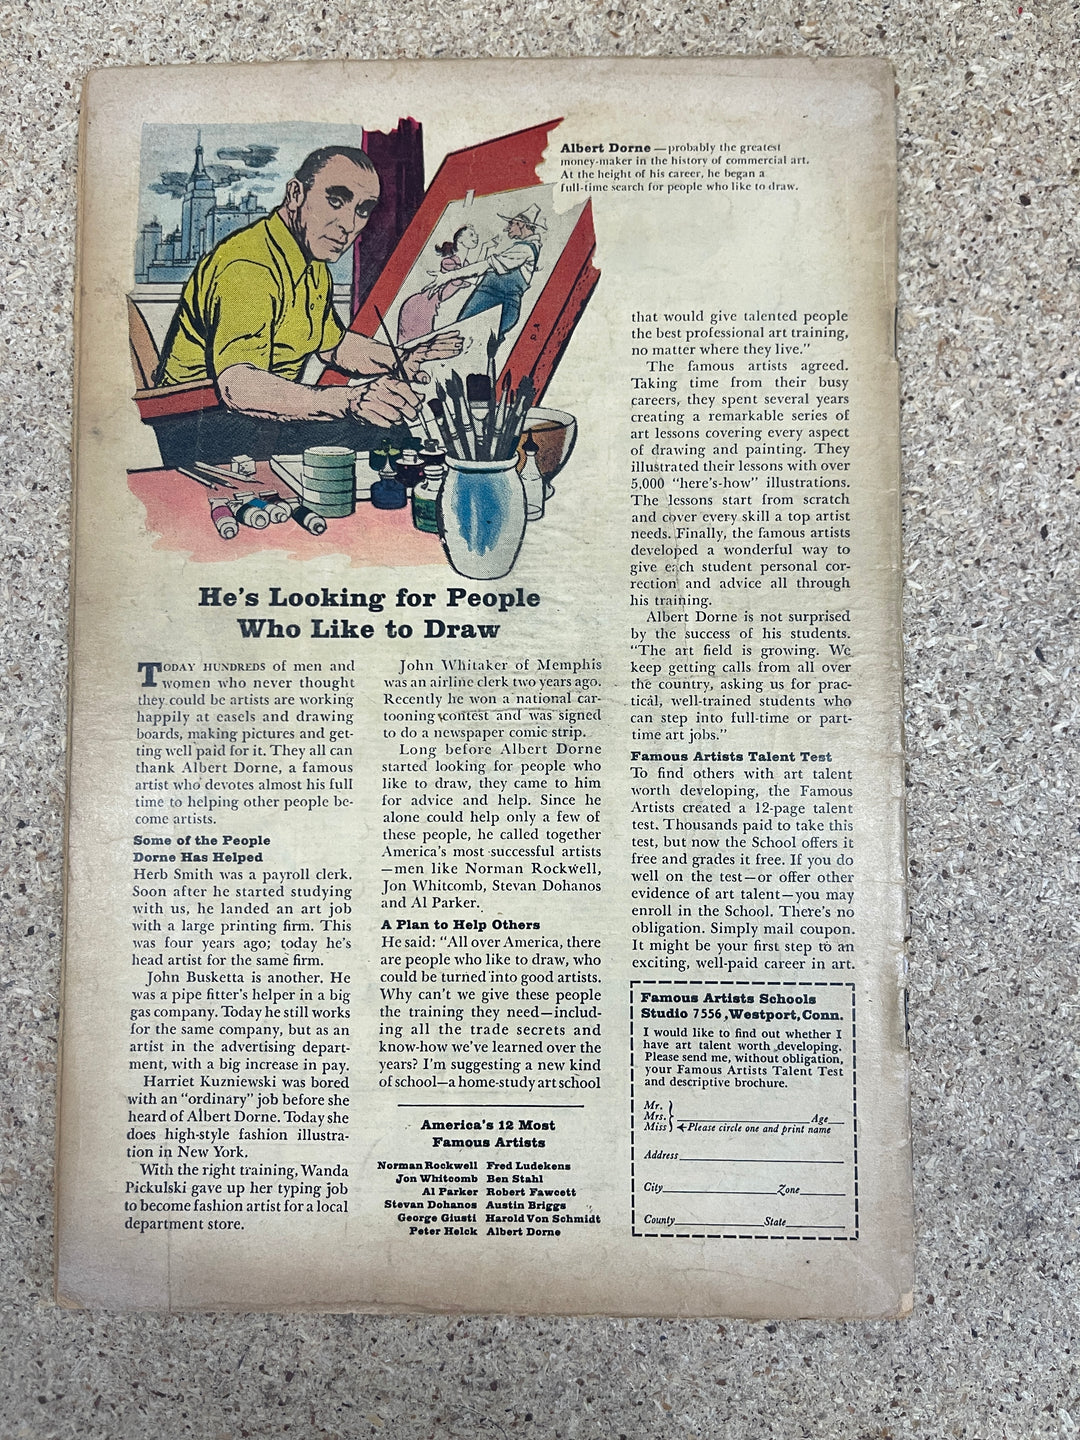 Albert Dorne — probably the greatest
money-maker in the history of commercial art.
At the height of his career, he began a
full-time search for people who like to draw.
He's Looking for People
Who Like to Draw
TODAY HUNDREDS of men and
women who never thought
they could be artists are working
happily at easels and drawing
boards, making pictures and get-
ting well paid for it. They all can
thank Albert Dorne, a famous
artist who devotes almost his full
time to helping other people be-
come artists.
Some of the People
Dorne Has Helped
Herb Smith was a payroll clerk.
Soon after he started studying
with us, he landed an art job
with a large printing firm. This
was four years ago; today he's
head artist for the same firm.
John Busketta is another. He
was a pipe fitter's helper in a big
gas company. Today he still works
for the same company, but as an
artist in the advertising depart-
ment, with a big increase in pay.
Harriet Kuzniewski was bored
with an "ordinary" job before she
heard of Albert Dorne. Today she
does high-style fashion illustra-
tion in New York.
With the right training, Wanda
Pickulski gave up her typing job
to become fashion artist for a local
department store.
John Whitaker of Memphis
was an airline clerk two years ago.
Recently he won a national car-
tooning contest and was signed
to do a newspaper comic strip.
Long before Albert Dorne
started looking for people who
like to draw, they came to him
for advice and help. Since he
alone could help only a few of
these people, he called together
America's most successful artists
—men like Norman Rockwell,
Jon Whitcomb, Stevan Dohanos
and Al Parker.
A Plan to Help Others
He said: "All over America, there
are people who like to draw, who
could be turned into good artists.
Why can't we give these people
the training they need—includ-
ing all the trade secrets and
know-how we've learned over the
years? I'm suggesting a new kind
of school—a home-study art school
that would give talented people
the best professional art training,
no matter where they live."
The famous artists agreed.
Taking time from their busy
careers, they spent several years
creating a remarkable series of
art lessons covering every aspect
of drawing and painting. They
illustrated their lessons with over
5,000 "here's-how" illustrations.
The lessons start from scratch
and cover every skill a top artist
needs. Finally, the famous artists
developed a wonderful way to
give each student personal cor-
rection and advice all through
his training.
Albert Dorne is not surprised
by the success of his students.
"The art field is growing. We
keep getting calls from all over
the country, asking us for prac-
tical, well-trained students who
can step into full-time or part-
time art jobs."
Famous Artists Talent Test
To find others with art talent
worth developing, the Famous
Artists created a 12-page talent
test. Thousands paid to take this
test, but now the School offers it
free and grades it free. If you do
well on the test—or offer other
evidence of art talent—you may
enroll in the School. There's no
obligation. Simply mail coupon.
It might be your first step to an
exciting, well-paid career in art.
America's 12 Most
Famous Artists
Norman Rockwell Fred Ludekens
Jon Whitcomb Ben Stahl
Al Parker Robert Fawcett
Stevan Dohanos Austin Briggs
George Giusti Harold Von Schmidt
Peter Helck Albert Dorne
Famous Artists Schools
Studio 7556, Westport, Conn.
I would like to find out whether I
have art talent worth developing.
Please send me, without obligation,
your Famous Artists Talent Test
and descriptive brochure.
Mr.
Mrs. Age
Miss Please circle one and print name
Address
City Zone
County State